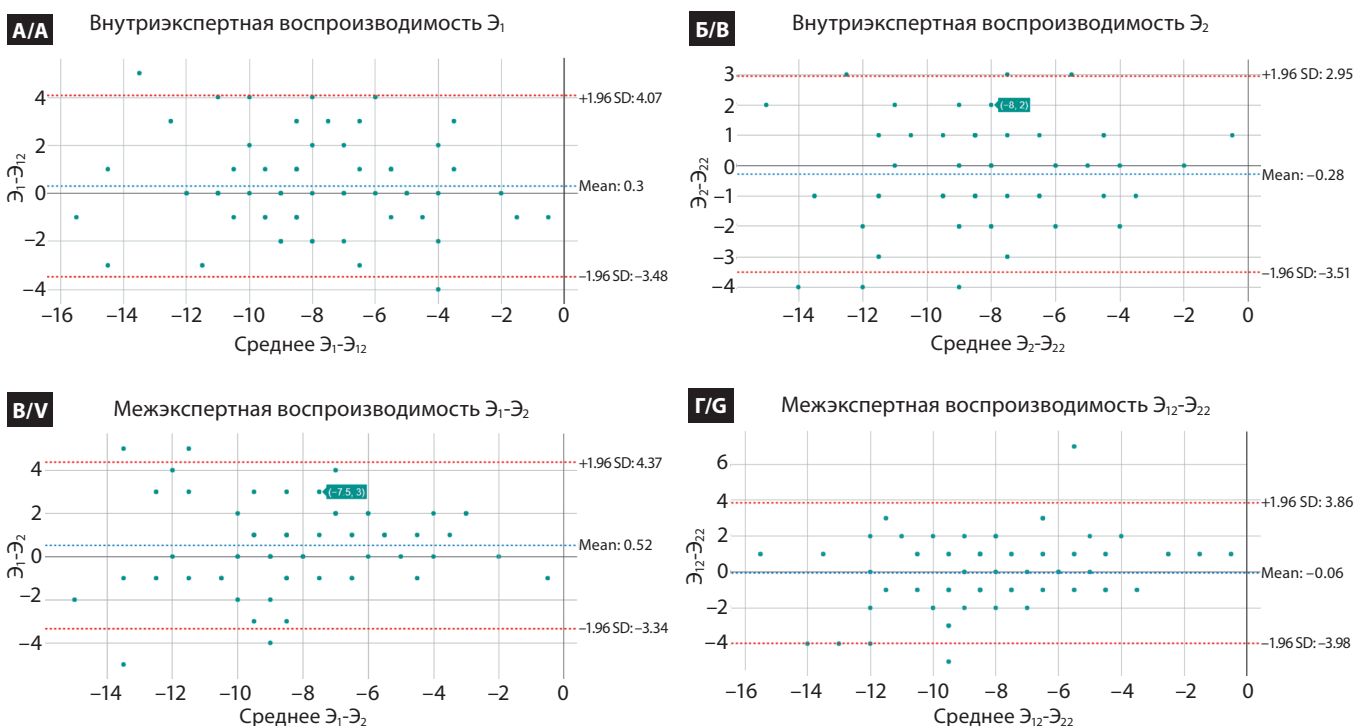 А/A
Внутриэкспертная воспроизводимость Э₁
Э₁-Э₁₂
4
2
0
−2
−4
+1.96 SD: 4.07
Mean: 0.3
−1.96 SD: −3.48
−16 −14 −12 −10 −8 −6 −4 −2 0
Среднее Э₁-Э₁₂
Б/B
Внутриэкспертная воспроизводимость Э₂
Э₂-Э₂₂
3
2
1
0
−1
−2
−3
−4
(−8, 2)
+1.96 SD: 2.95
Mean: −0.28
−1.96 SD: −3.51
−14 −12 −10 −8 −6 −4 −2 0
Среднее Э₂-Э₂₂
В/V
Межэкспертная воспроизводимость Э₁-Э₂
Э₁-Э₂
4
2
0
−2
−4
(−7.5, 3)
+1.96 SD: 4.37
Mean: 0.52
−1.96 SD: −3.34
−14 −12 −10 −8 −6 −4 −2 0
Среднее Э₁-Э₂
Г/G
Межэкспертная воспроизводимость Э₁₂-Э₂₂
Э₁₂-Э₂₂
6
4
2
0
−2
−4
+1.96 SD: 3.86
Mean: −0.06
−1.96 SD: −3.98
−16 −14 −12 −10 −8 −6 −4 −2 0
Среднее Э₁₂-Э₂₂